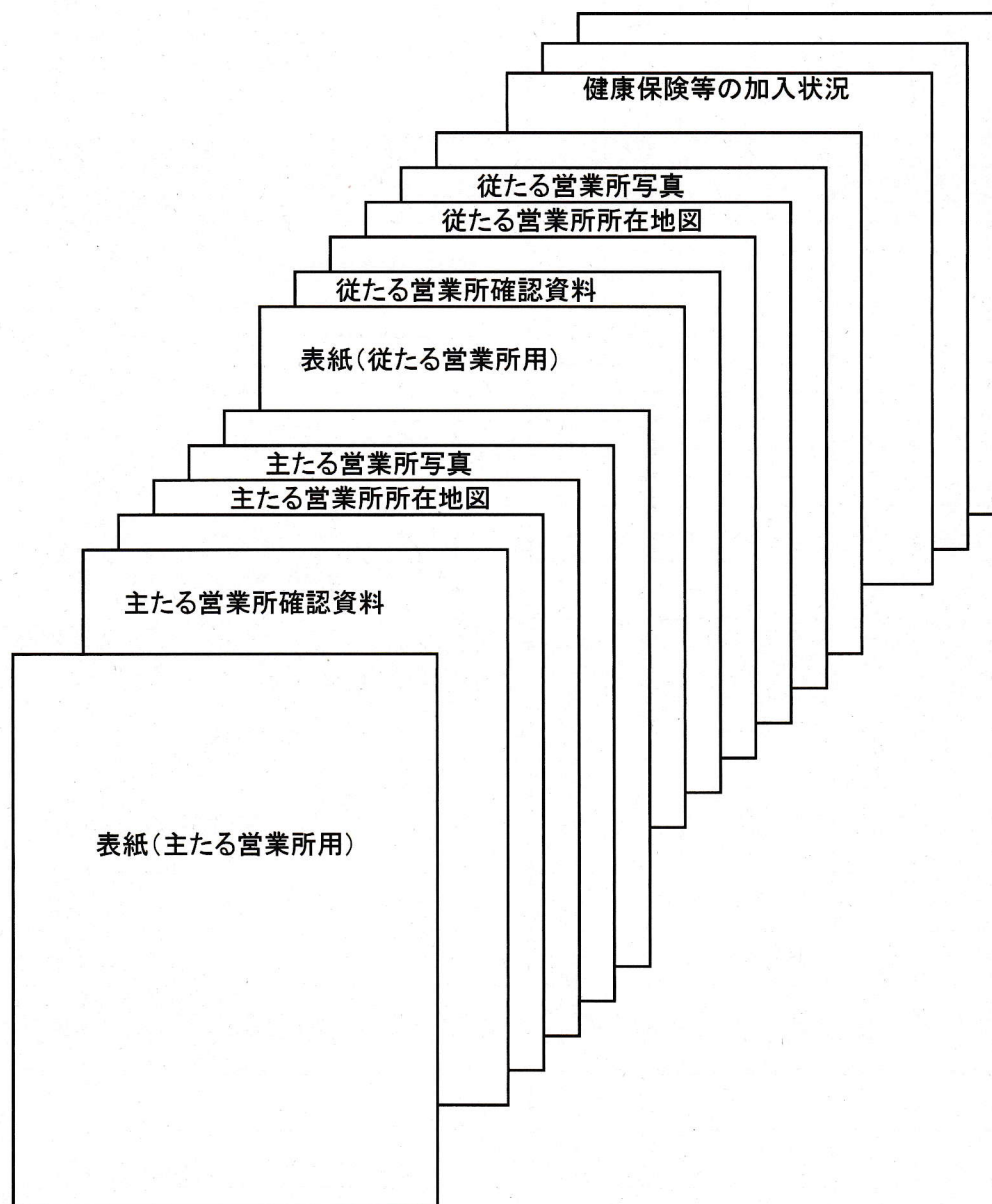 健康保険等の加入状況
従たる営業所写真
従たる営業所所在地図
従たる営業所確認資料
表紙(従たる営業所用)
主たる営業所写真
主たる営業所所在地図
主たる営業所確認資料
表紙(主たる営業所用)